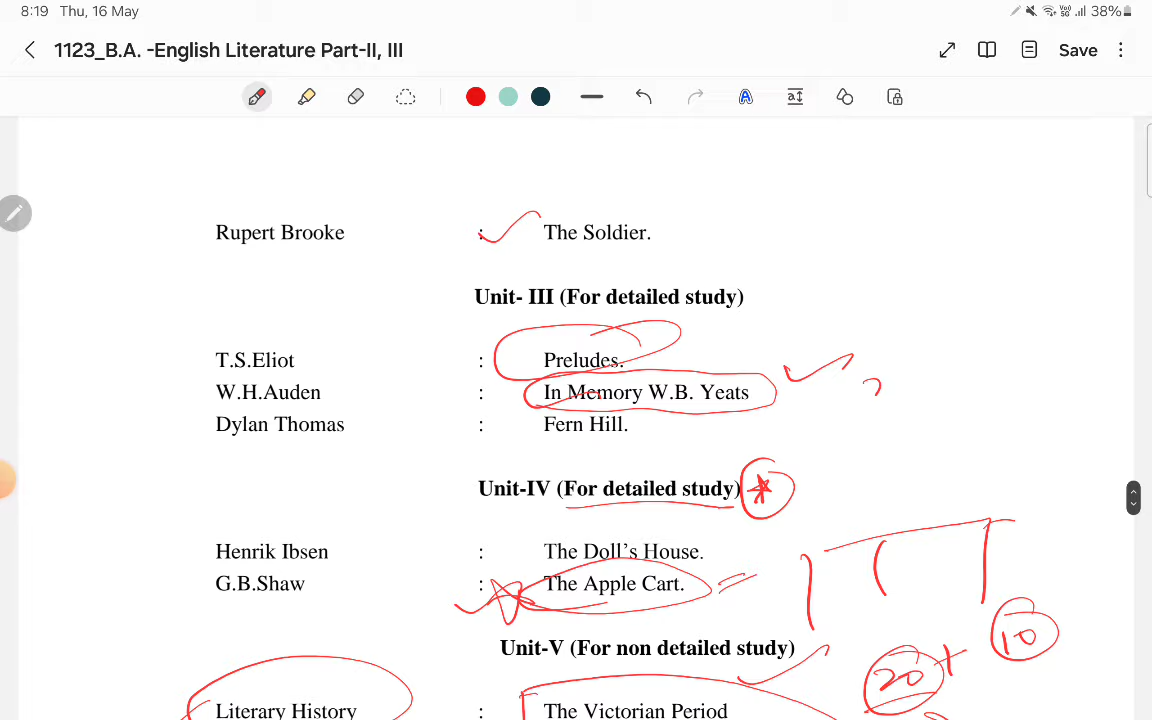 8:19 Thu, 16 May 38%
1123_B.A. -English Literature Part-II, III Save
Rupert Brooke : The Soldier.
Unit- III (For detailed study)
T.S.Eliot : Preludes.
W.H.Auden : In Memory W.B. Yeats
Dylan Thomas : Fern Hill.
Unit-IV (For detailed study)
Henrik Ibsen : The Doll's House.
G.B.Shaw : The Apple Cart.
10
Unit-V (For non detailed study)
20 +
Literary History : The Victorian Period